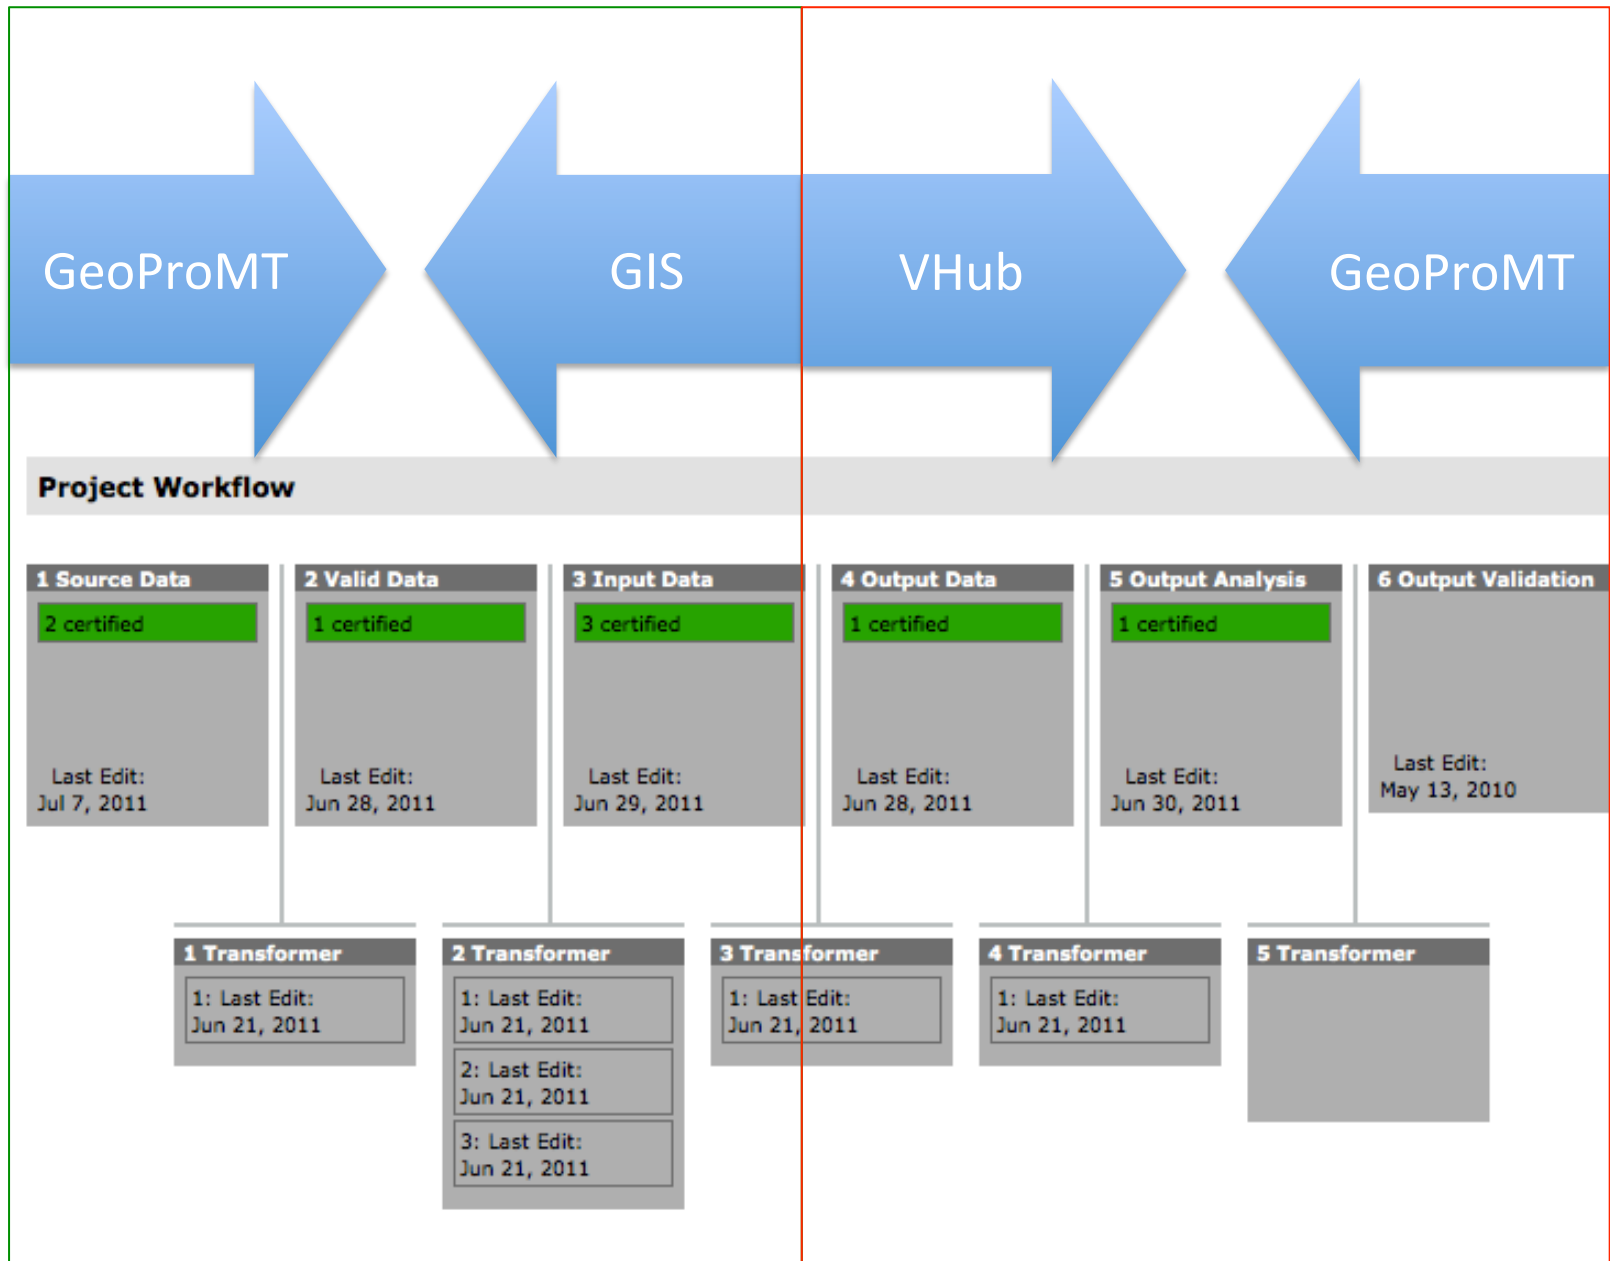 GeoProMT
GIS
VHub
GeoProMT
Project Workflow
1 Source Data
2 certified
Last Edit:
Jul 7, 2011
2 Valid Data
1 certified
Last Edit:
Jun 28, 2011
3 Input Data
3 certified
Last Edit:
Jun 29, 2011
4 Output Data
1 certified
Last Edit:
Jun 28, 2011
5 Output Analysis
1 certified
Last Edit:
Jun 30, 2011
6 Output Validation
Last Edit:
May 13, 2010
1 Transformer
1: Last Edit:
Jun 21, 2011
2 Transformer
1: Last Edit:
Jun 21, 2011
2: Last Edit:
Jun 21, 2011
3: Last Edit:
Jun 21, 2011
3 Transformer
1: Last Edit:
Jun 21, 2011
4 Transformer
1: Last Edit:
Jun 21, 2011
5 Transformer